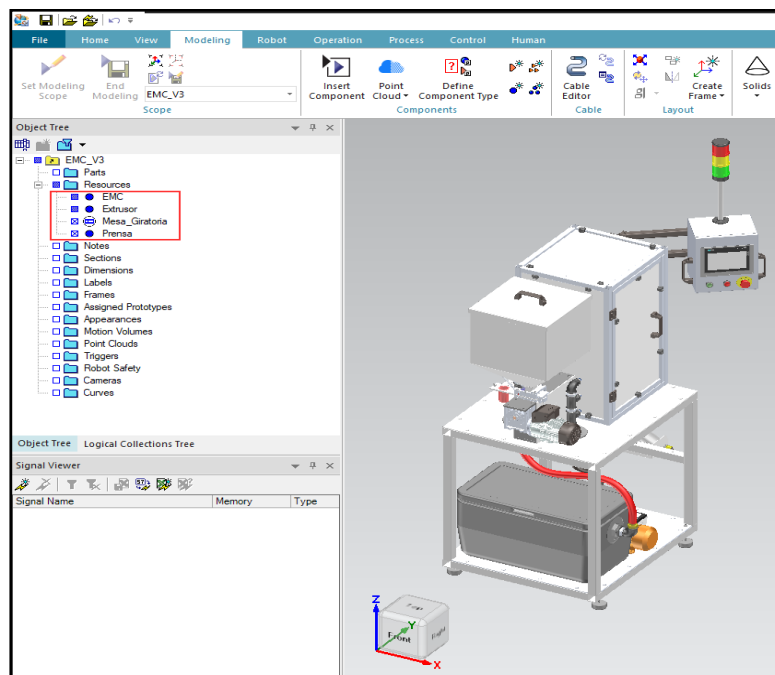 File Home View Modeling Robot Operation Process Control Human
Set Modeling Scope
End Modeling
EMC_V3
Insert Component
Point Cloud
Define Component Type
Cable Editor
Create Frame
Solids
Scope Components Cable Layout
Object Tree
EMC_V3
Parts
Resources
EMC
Extrusor
Mesa_Giratoria
Prensa
Notes
Sections
Dimensions
Labels
Frames
Assigned Prototypes
Appearances
Motion Volumes
Point Clouds
Triggers
Robot Safety
Cameras
Curves
Object Tree Logical Collections Tree
Signal Viewer
Signal Name Memory Type
Z
Y
X
Top
Front
Right